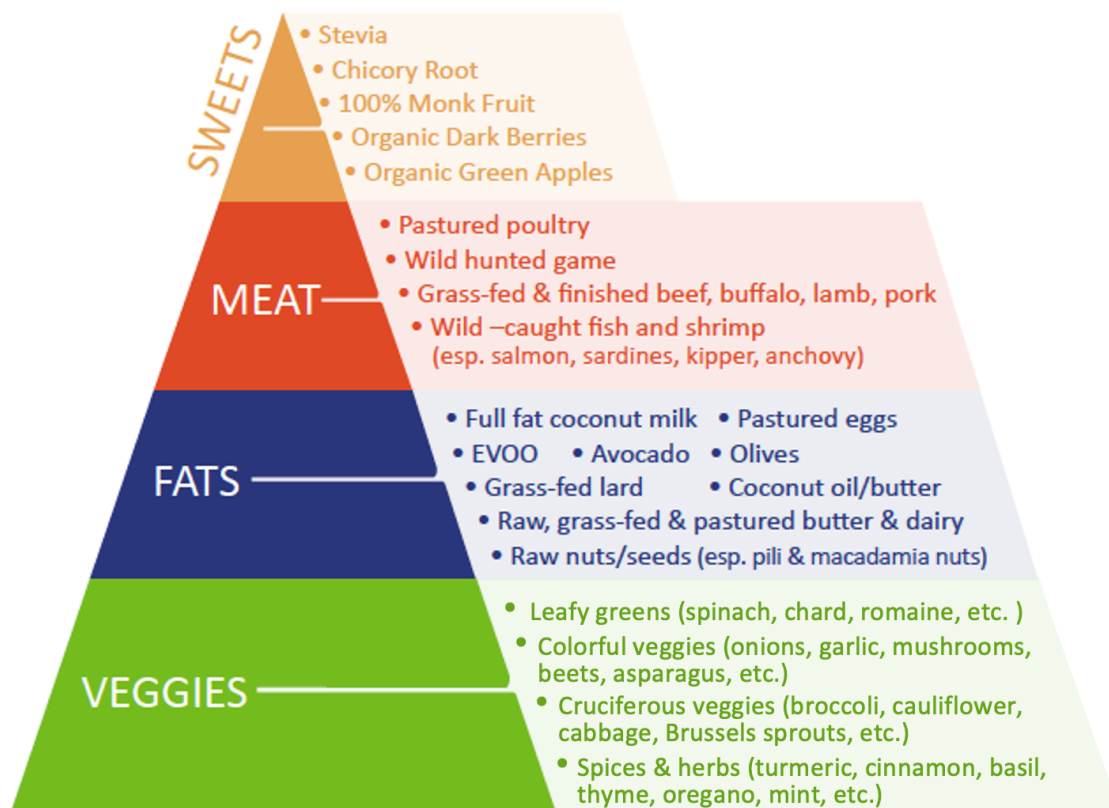 SWEETS
• Stevia
• Chicory Root
• 100% Monk Fruit
• Organic Dark Berries
• Organic Green Apples
MEAT
• Pastured poultry
• Wild hunted game
• Grass-fed & finished beef, buffalo, lamb, pork
• Wild –caught fish and shrimp
(esp. salmon, sardines, kipper, anchovy)
FATS
• Full fat coconut milk • Pastured eggs
• EVOO • Avocado • Olives
• Grass-fed lard • Coconut oil/butter
• Raw, grass-fed & pastured butter & dairy
• Raw nuts/seeds (esp. pili & macadamia nuts)
VEGGIES
• Leafy greens (spinach, chard, romaine, etc. )
• Colorful veggies (onions, garlic, mushrooms,
beets, asparagus, etc.)
• Cruciferous veggies (broccoli, cauliflower,
cabbage, Brussels sprouts, etc.)
• Spices & herbs (turmeric, cinnamon, basil,
thyme, oregano, mint, etc.)